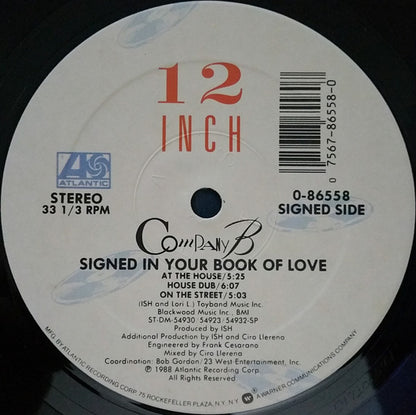 12
INCH
0 7567-86558-0
ATLANTIC
STEREO
33 1/3 RPM
0-86558
SIGNED SIDE
Company B
SIGNED IN YOUR BOOK OF LOVE
AT THE HOUSE/5:25
HOUSE DUB/6:07
ON THE STREET/5:03
(ISH and Lori L.) Toyband Music Inc.
Blackwood Music Inc., BMI
ST-DM-54930 54923 54932-SP
Produced by ISH
Additional Production by ISH and Ciro Llerena
Engineered by Frank Cesarano
Mixed by Ciro Llerena
Coordination: Bob Gordon/23 West Entertainment, Inc.
℗ 1988 Atlantic Recording Corp.
All Rights Reserved.
MFG. BY ATLANTIC RECORDING CORP. 75 ROCKEFELLER PLAZA, N.Y. N.Y. A WARNER COMMUNICATIONS COMPANY